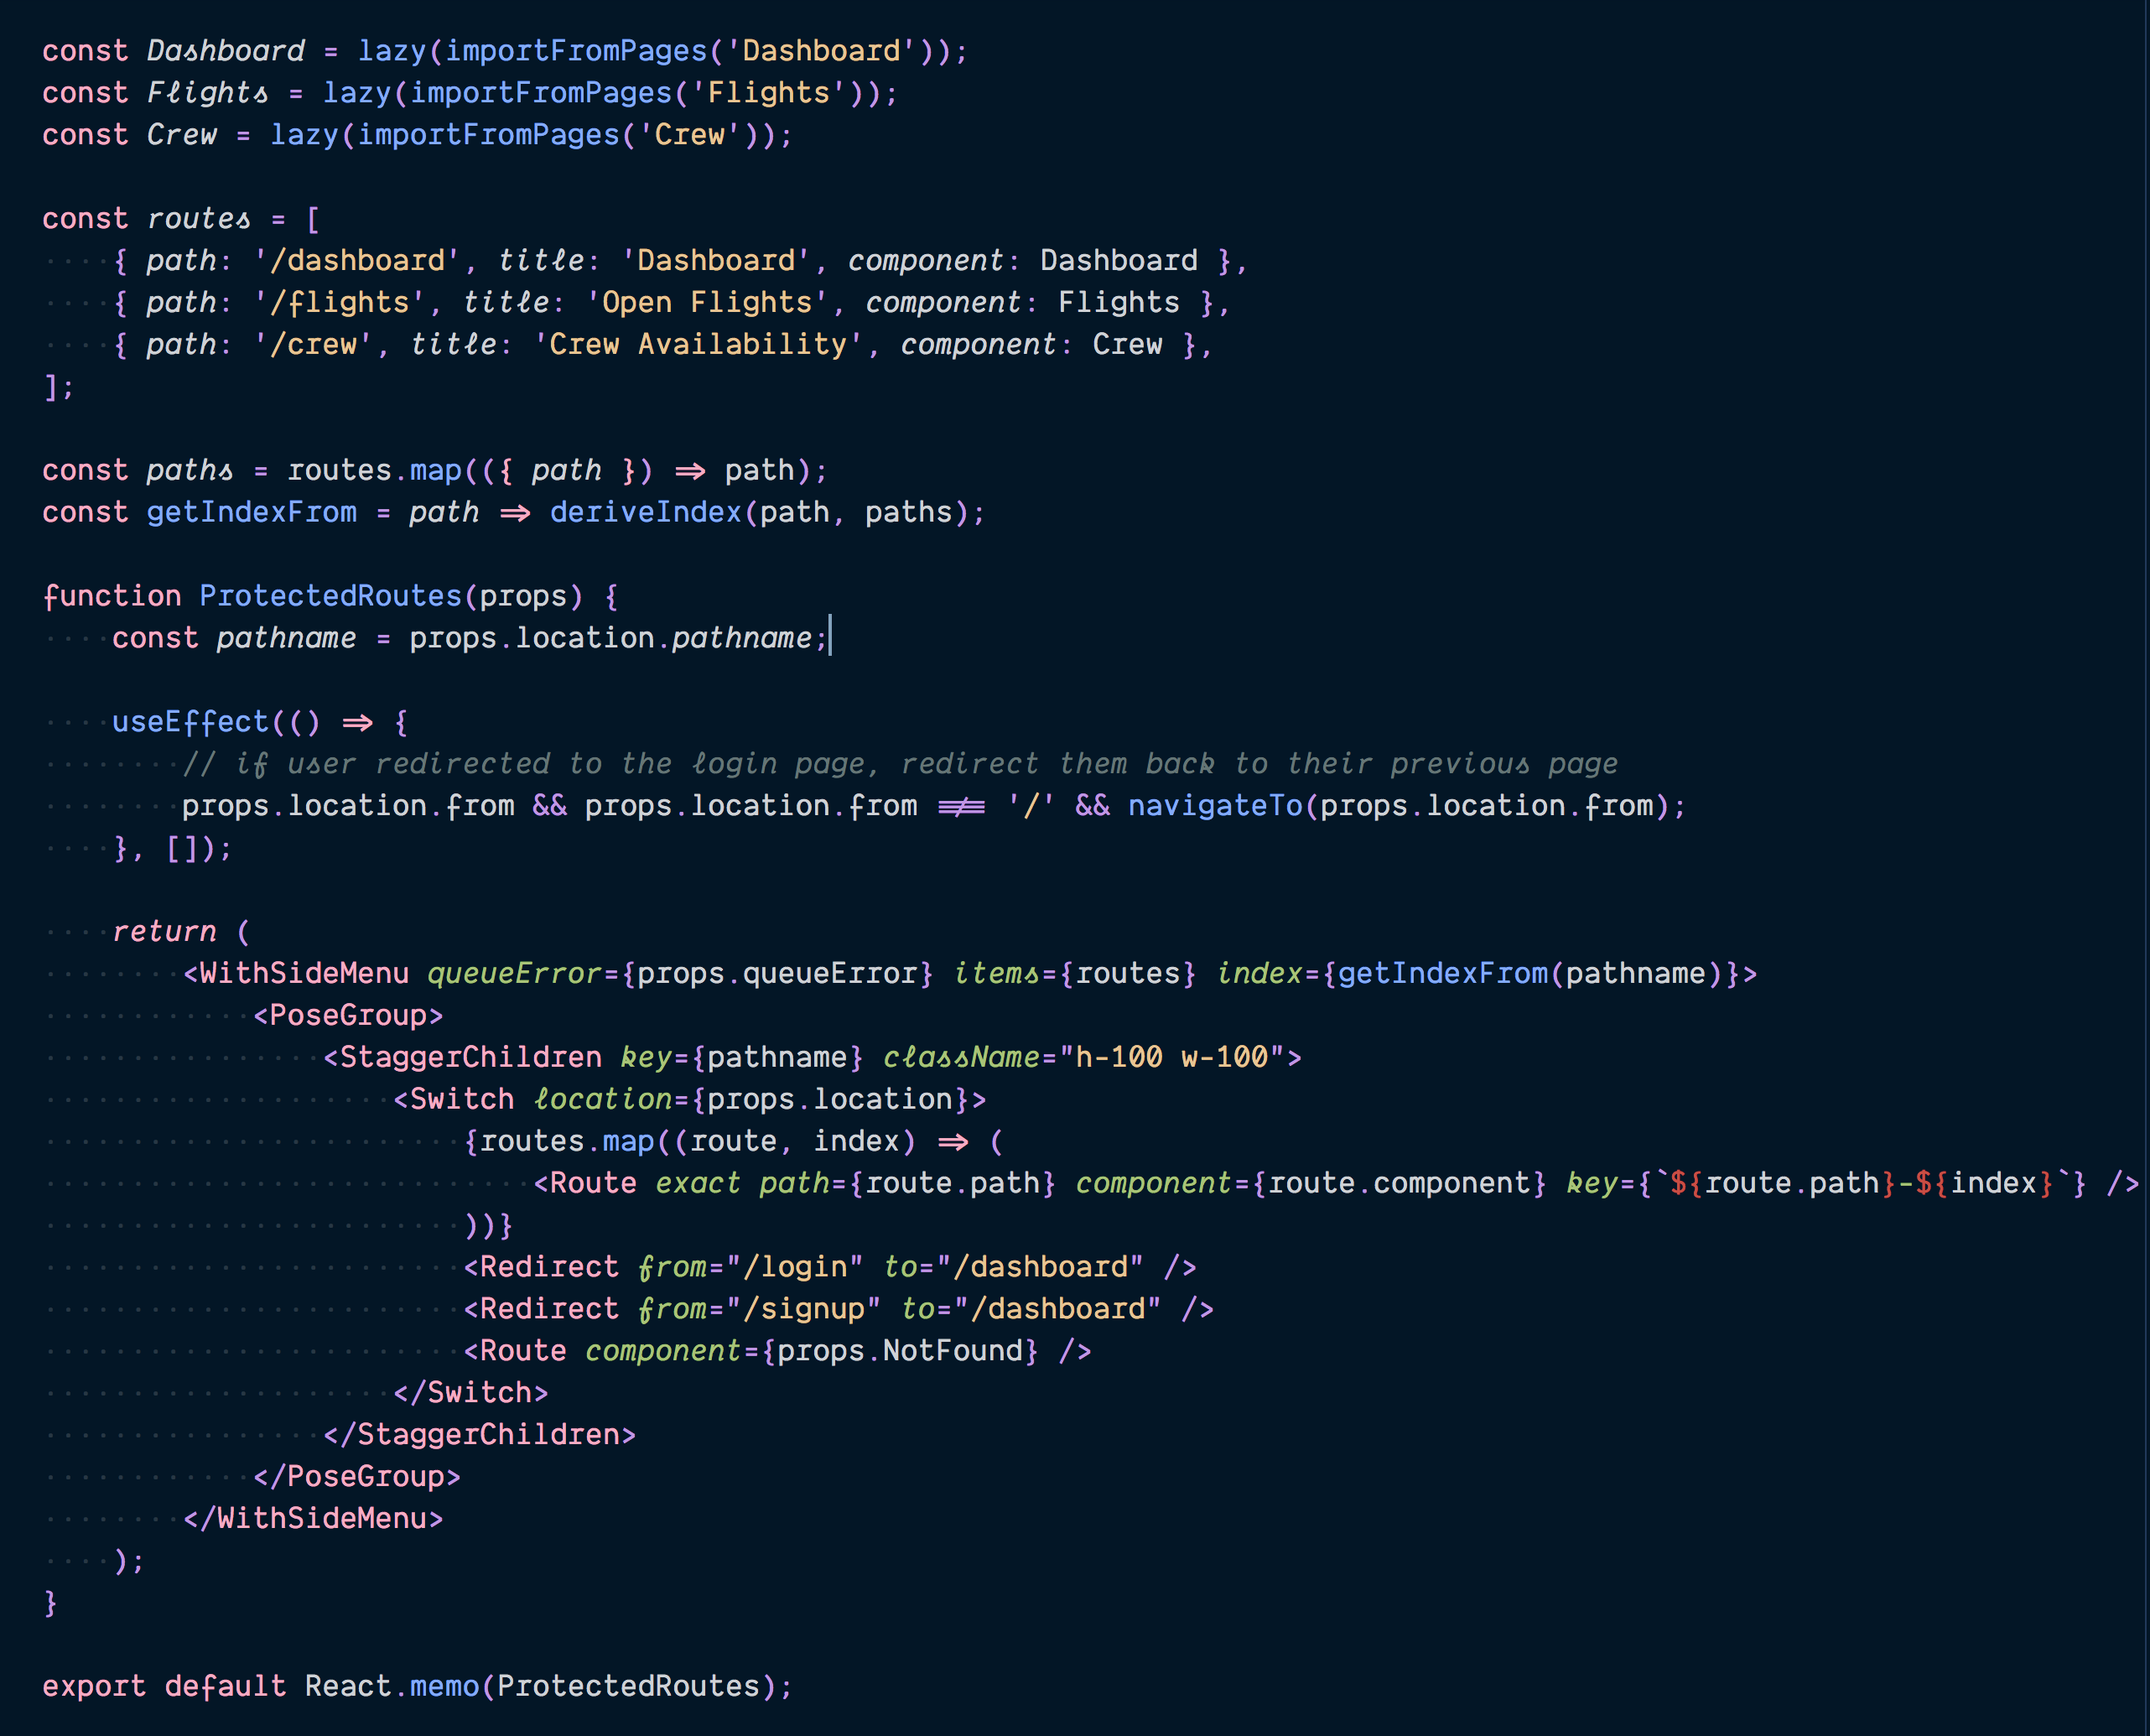 const Dashboard = lazy(importFromPages('Dashboard'));
const Flights = lazy(importFromPages('Flights'));
const Crew = lazy(importFromPages('Crew'));

const routes = [
    { path: '/dashboard', title: 'Dashboard', component: Dashboard },
    { path: '/flights', title: 'Open Flights', component: Flights },
    { path: '/crew', title: 'Crew Availability', component: Crew },
];

const paths = routes.map(({ path }) => path);
const getIndexFrom = path => deriveIndex(path, paths);

function ProtectedRoutes(props) {
    const pathname = props.location.pathname;

    useEffect(() => {
        // if user redirected to the login page, redirect them back to their previous page
        props.location.from && props.location.from !== '/' && navigateTo(props.location.from);
    }, []);

    return (
        <WithSideMenu queueError={props.queueError} items={routes} index={getIndexFrom(pathname)}>
            <PoseGroup>
                <StaggerChildren key={pathname} className="h-100 w-100">
                    <Switch location={props.location}>
                        {routes.map((route, index) => (
                            <Route exact path={route.path} component={route.component} key={`${route.path}-${index}`} />
                        ))}
                        <Redirect from="/login" to="/dashboard" />
                        <Redirect from="/signup" to="/dashboard" />
                        <Route component={props.NotFound} />
                    </Switch>
                </StaggerChildren>
            </PoseGroup>
        </WithSideMenu>
    );
}

export default React.memo(ProtectedRoutes);